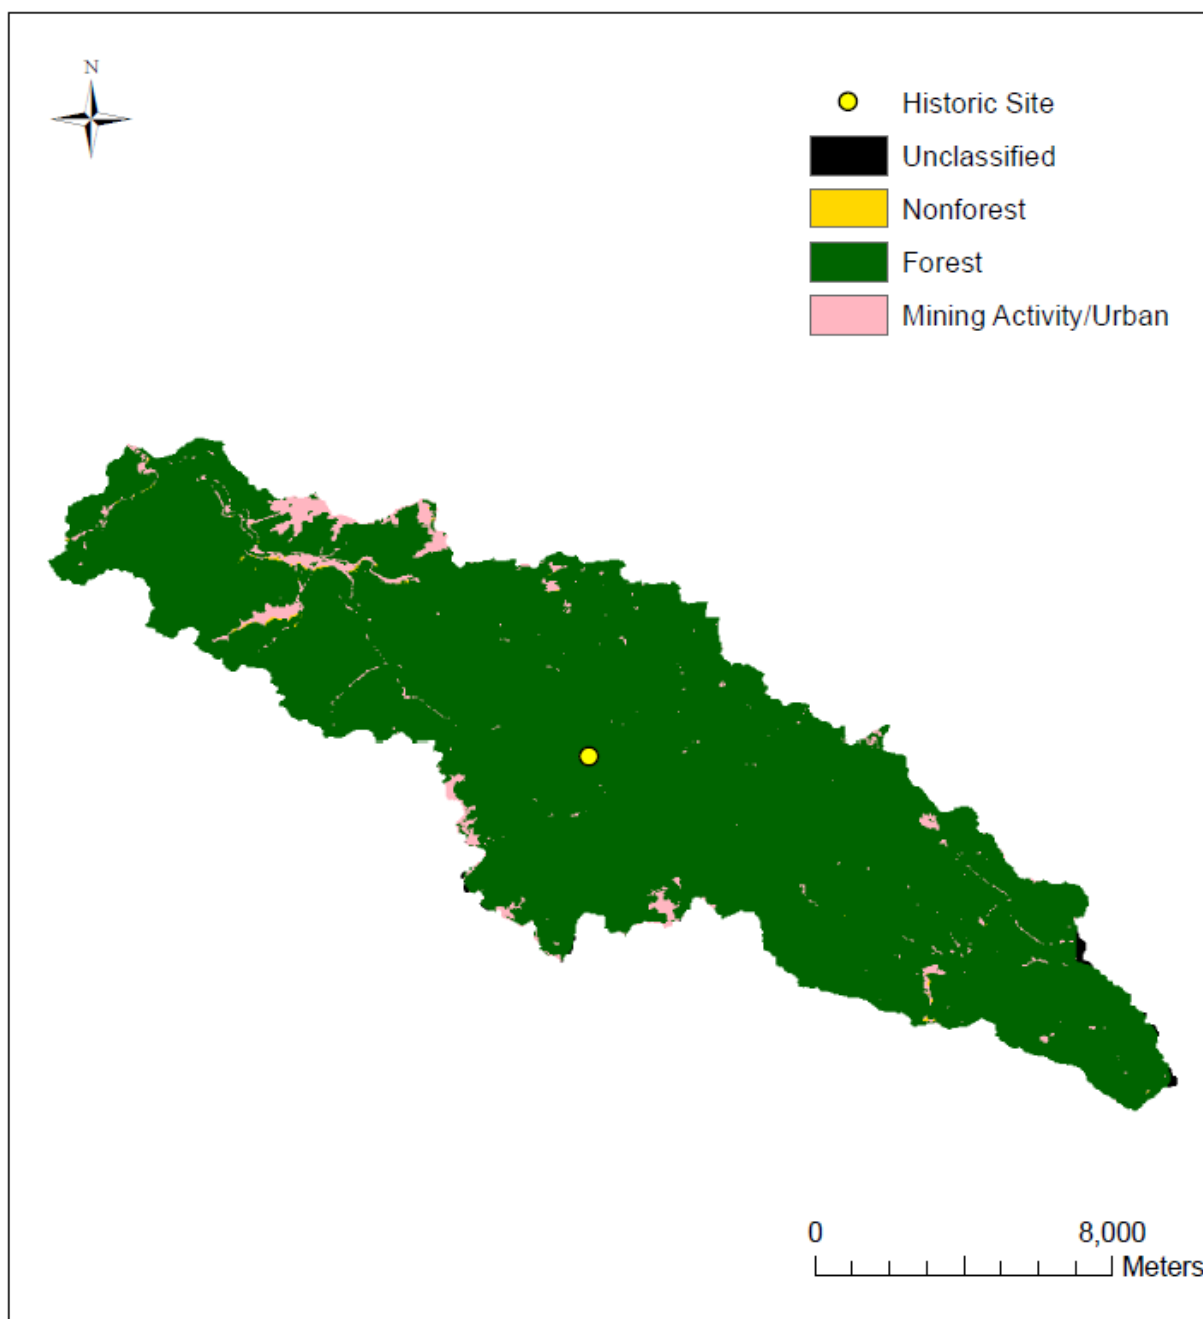 N
Historic Site
Unclassified
Nonforest
Forest
Mining Activity/Urban
0 8,000
Meters